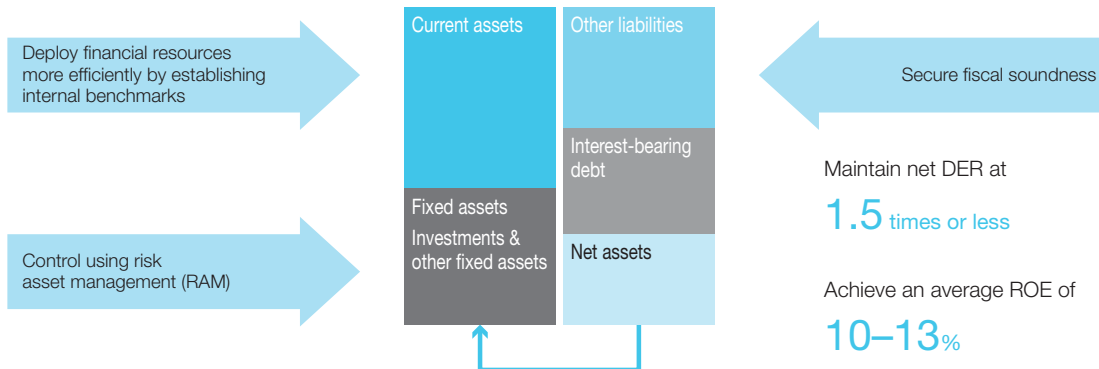 Deploy financial resources
more efficiently by establishing
internal benchmarks
Control using risk
asset management (RAM)
Current assets
Fixed assets
Investments &
other fixed assets
Other liabilities
Interest-bearing
debt
Net assets
Secure fiscal soundness
Maintain net DER at
1.5 times or less
Achieve an average ROE of
10–13%